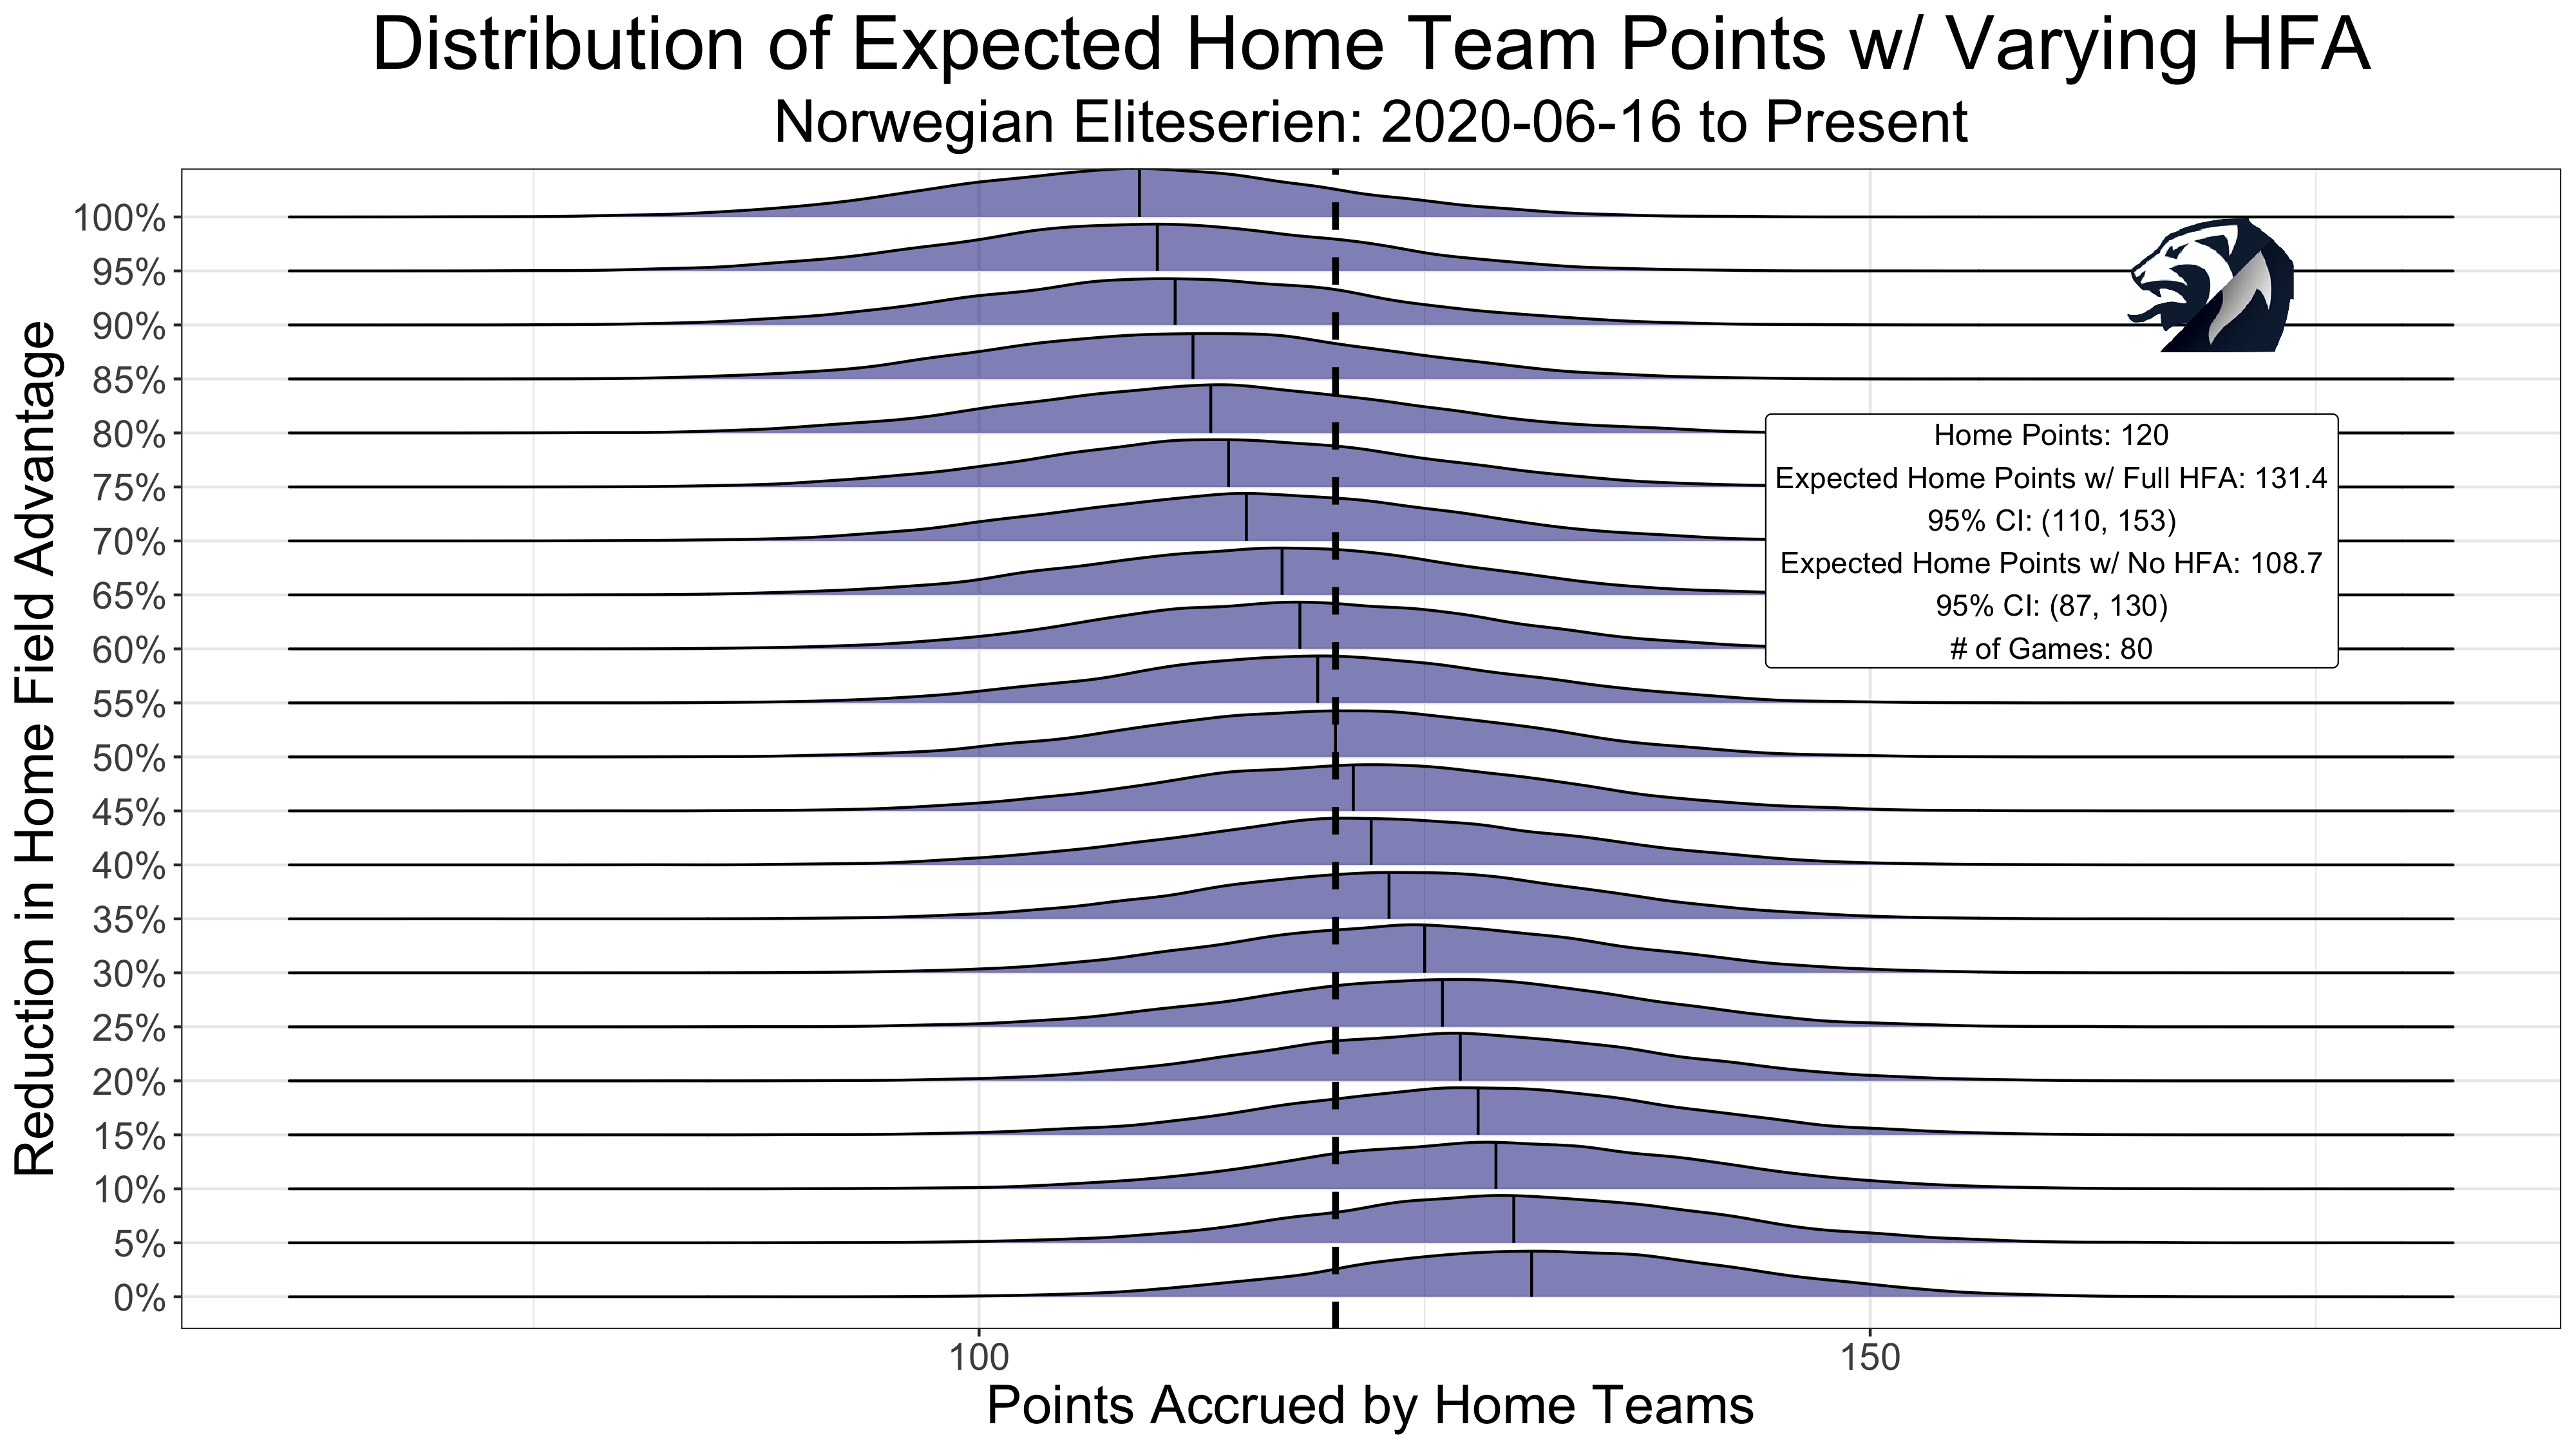 Distribution of Expected Home Team Points w/ Varying HFA
Norwegian Eliteserien: 2020-06-16 to Present
Reduction in Home Field Advantage
100%
95%
90%
85%
80%
75%
70%
65%
60%
55%
50%
45%
40%
35%
30%
25%
20%
15%
10%
5%
0%
Home Points: 120
Expected Home Points w/ Full HFA: 131.4
95% CI: (110, 153)
Expected Home Points w/ No HFA: 108.7
95% CI: (87, 130)
# of Games: 80
100
150
Points Accrued by Home Teams